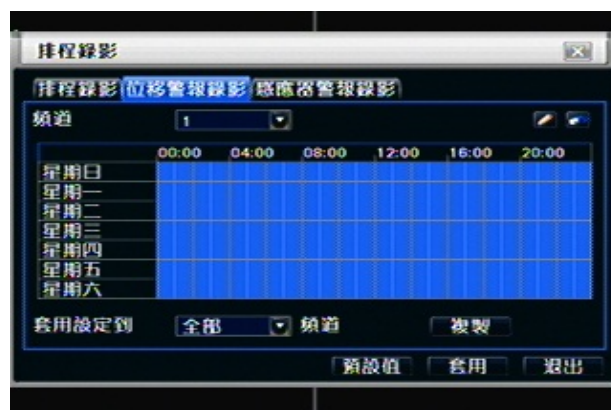 排程錄影
排程錄影 位移警報錄影 感應器警報錄影
頻道 1
00:00 04:00 08:00 12:00 16:00 20:00
星期日
星期一
星期二
星期三
星期四
星期五
星期六
套用設定到 全部 頻道 複製
預設值 套用 退出